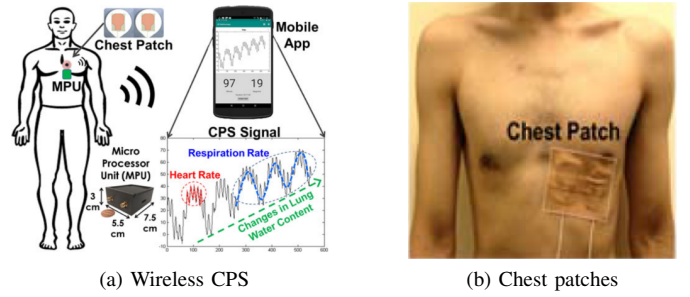 Chest Patch
MPU
Mobile
App
97
19
CPS Signal
Micro
Processor
Unit (MPU)
3
cm
5.5
cm
7.5
cm
Respiration Rate
Heart Rate
Changes in Lung
Water Content
80
70
60
50
40
30
20
10
0
-10
0
100
200
300
400
500
600
Chest Patch
(a) Wireless CPS
(b) Chest patches